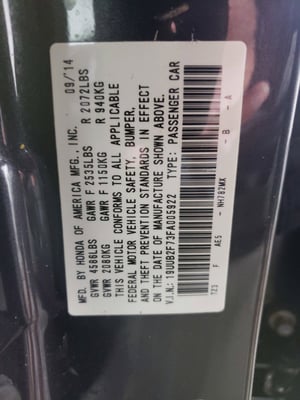 MFD. BY HONDA OF AMERICA MFG., INC. 09/14
GVWR 4586LBS GAWR F 2535LBS R 2072LBS
GVWR 2080KG GAWR F 1150KG R 940KG
THIS VEHICLE CONFORMS TO ALL APPLICABLE
FEDERAL MOTOR VEHICLE SAFETY, BUMPER,
AND THEFT PREVENTION STANDARDS IN EFFECT
ON THE DATE OF MANUFACTURE SHOWN ABOVE.
V.I.N.: 19UUB2F73FA005922 TYPE: PASSENGER CAR
TZ3 F AE5 - NH782MX - B - A